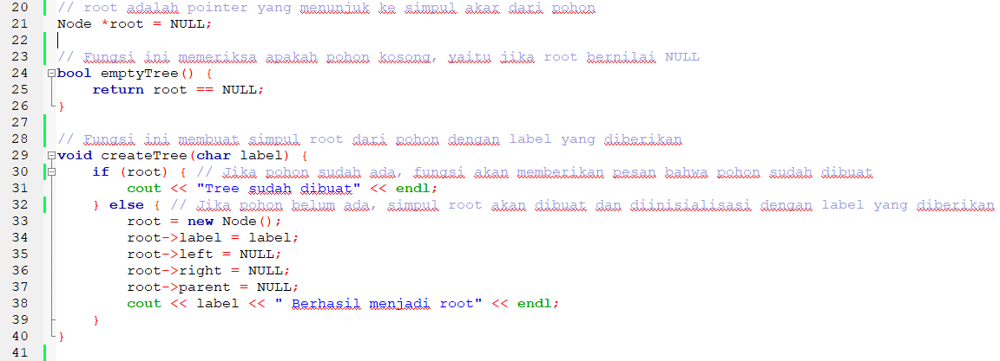 20 // root adalah pointer yang menunjuk ke simpul akar dari pohon
21 Node *root = NULL;
22
23 // Fungsi ini memeriksa apakah pohon kosong, yaitu jika root bernilai NULL
24 bool emptyTree() {
25     return root == NULL;
26 }
27
28 // Fungsi ini membuat simpul root dari pohon dengan label yang diberikan
29 void createTree(char label) {
30     if (root) { // Jika pohon sudah ada, fungsi akan memberikan pesan bahwa pohon sudah dibuat
31         cout << "Tree sudah dibuat" << endl;
32     } else { // Jika pohon belum ada, simpul root akan dibuat dan diinisialisasi dengan label yang diberikan
33         root = new Node();
34         root->label = label;
35         root->left = NULL;
36         root->right = NULL;
37         root->parent = NULL;
38         cout << label << " Berhasil menjadi root" << endl;
39     }
40 }
41